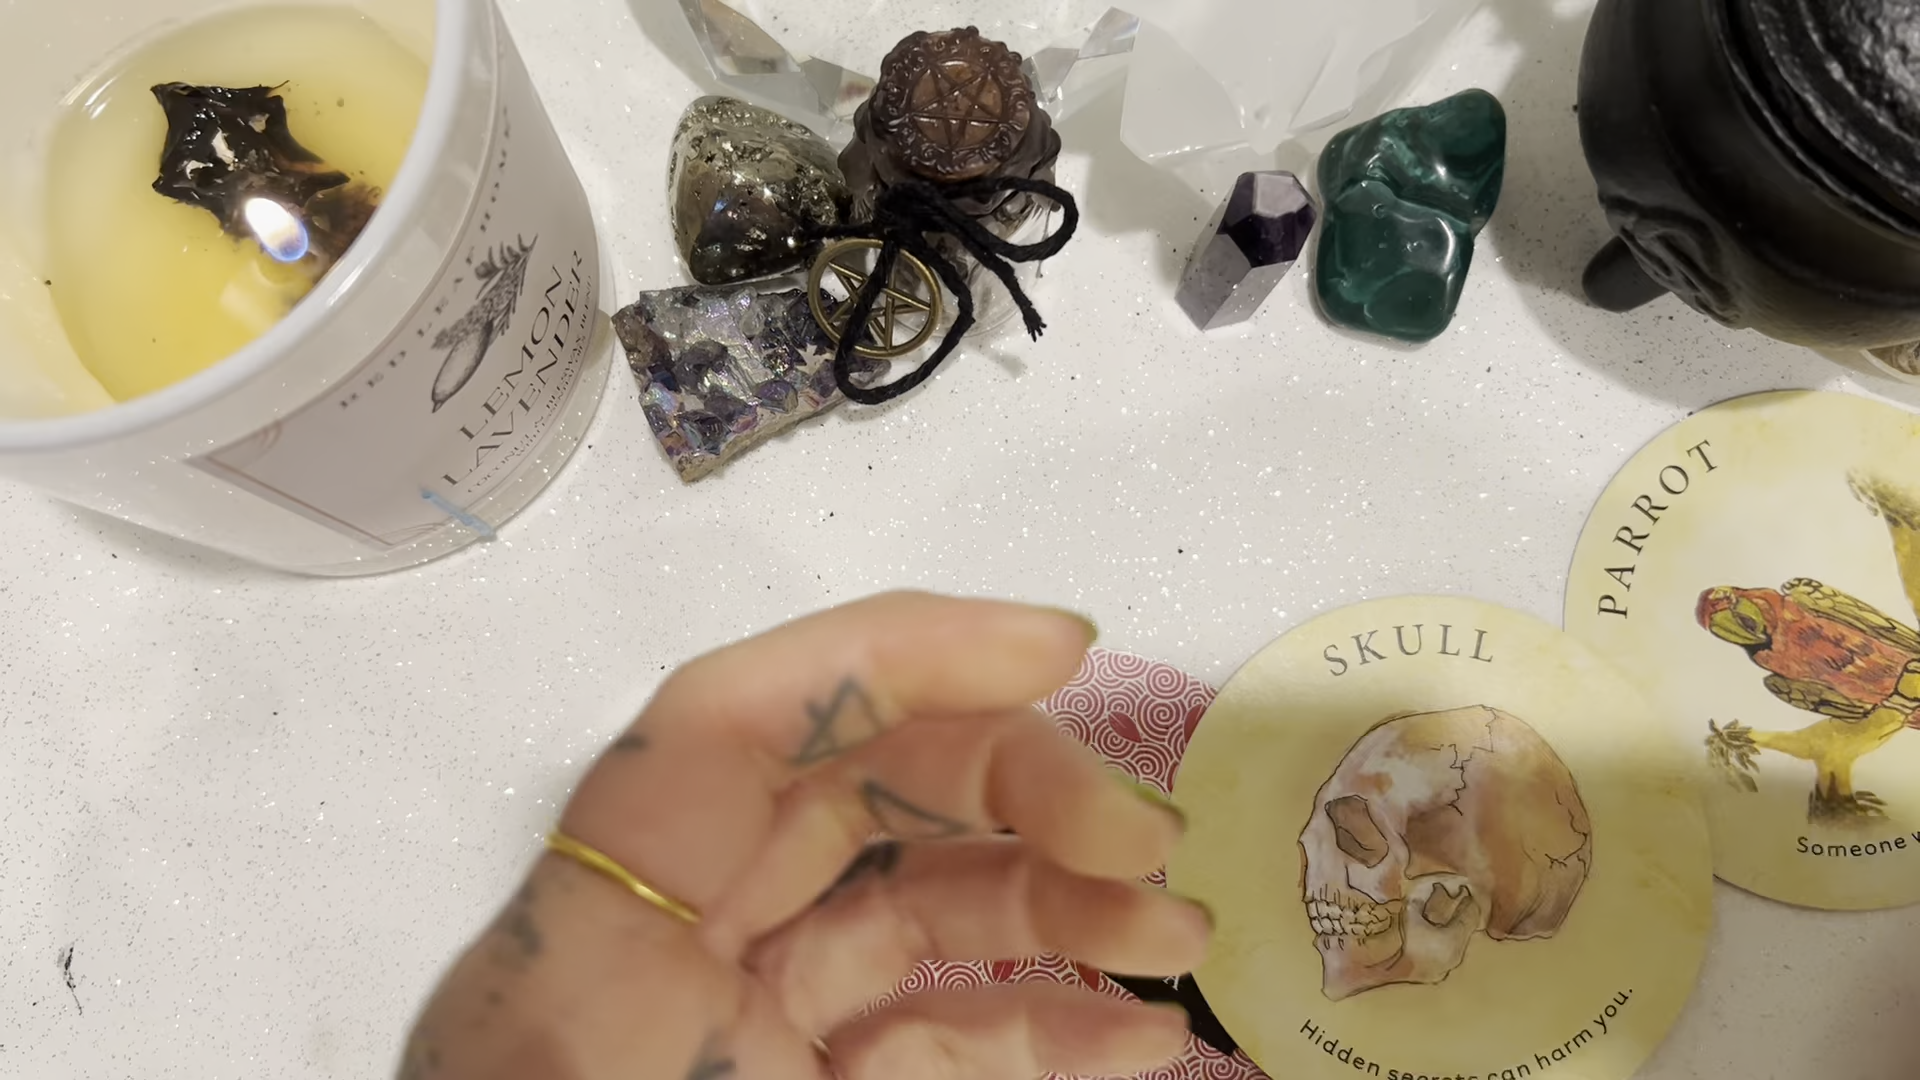 LEMON
LAVENDER
PARROT
Someone
SKULL
Hidden secrets can harm you.